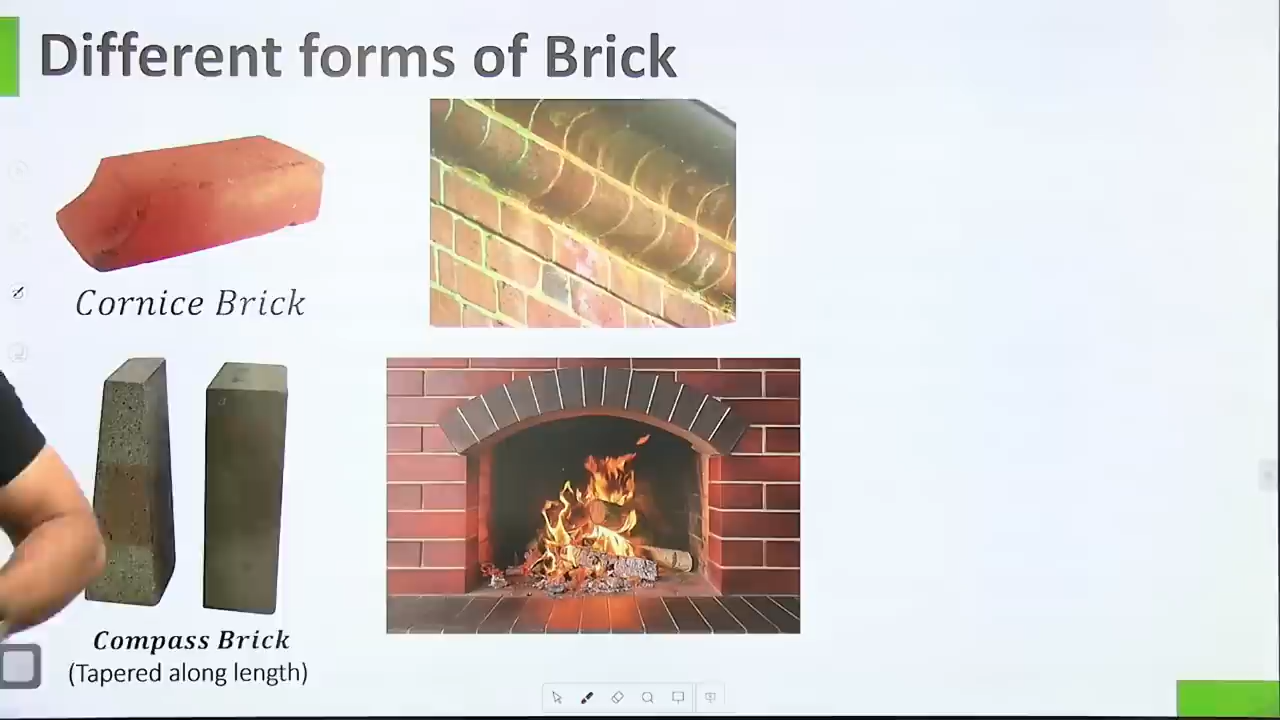 Different forms of Brick
Cornice Brick
Compass Brick
(Tapered along length)